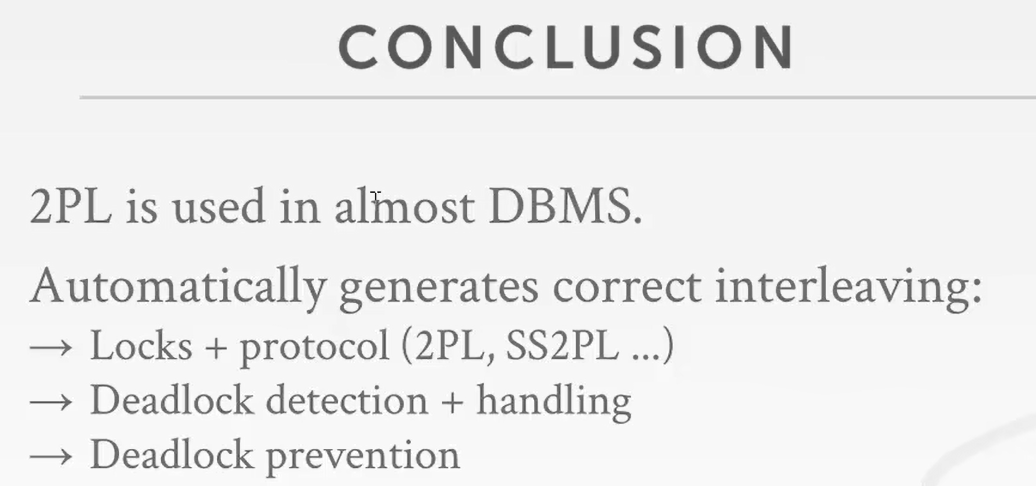 CONCLUSION
2PL is used in almost DBMS.
Automatically generates correct interleaving:
→ Locks + protocol (2PL, SS2PL ...)
→ Deadlock detection + handling
→ Deadlock prevention